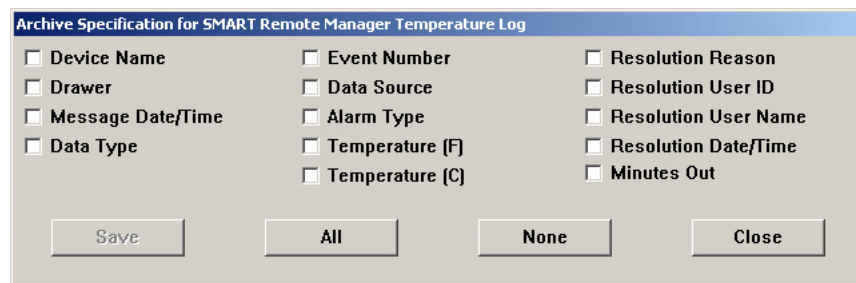 Archive Specification for SMART Remote Manager Temperature Log
Device Name
Drawer
Message Date/Time
Data Type
Event Number
Data Source
Alarm Type
Temperature (F)
Temperature (C)
Resolution Reason
Resolution User ID
Resolution User Name
Resolution Date/Time
Minutes Out
Save
All
None
Close